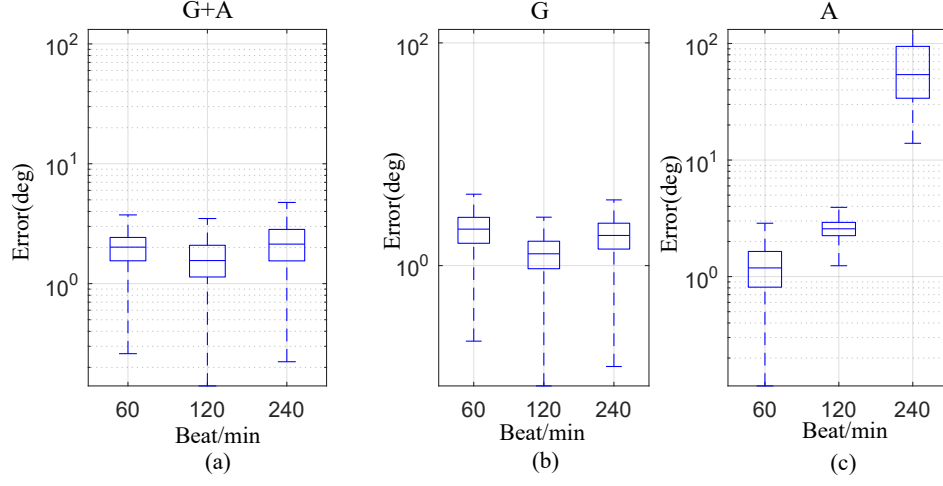 G+A
10^2
10^1
10^0
Error(deg)
60 120 240
Beat/min
(a)
G
10^2
10^0
Error(deg)
60 120 240
Beat/min
(b)
A
10^2
10^1
10^0
Error(deg)
60 120 240
Beat/min
(c)